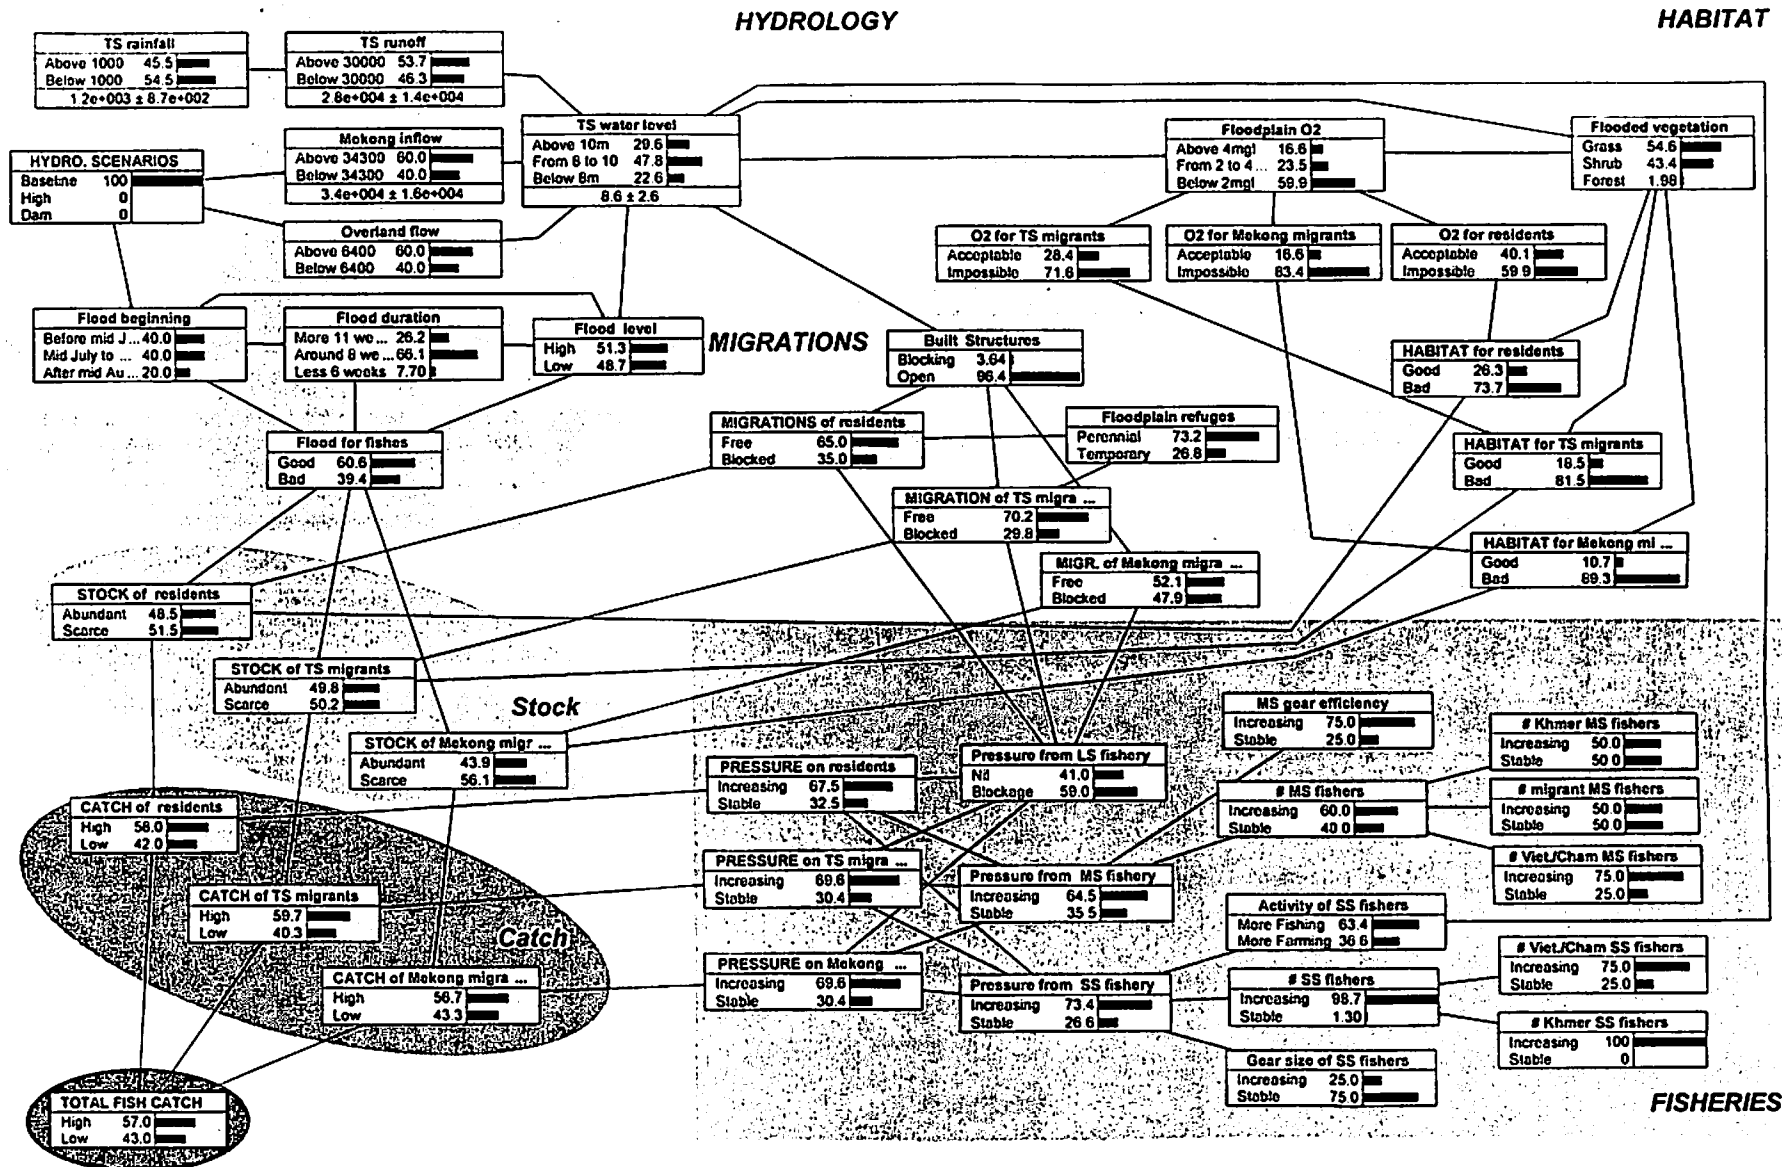 HYDROLOGY
HABITAT
TS rainfall
Above 1000 45.5
Below 1000 54.5
1.2e+003 ± 8.7e+002
TS runoff
Above 30000 53.7
Below 30000 46.3
2.8e+004 ± 1.4e+004
HYDRO. SCENARIOS
Baseline 100
High 0
Dam 0
Mekong inflow
Above 34300 60.0
Below 34300 40.0
3.4e+004 ± 1.6e+004
Overland flow
Above 6400 60.0
Below 6400 40.0
TS water level
Above 10m 29.6
From 8 to 10 47.8
Below 8m 22.6
8.6 ± 2.6
Floodplain O2
Above 4mgl 16.6
From 2 to 4 ... 23.5
Below 2mgl 59.9
Flooded vegetation
Grass 54.6
Shrub 43.4
Forest 1.98
O2 for TS migrants
Acceptable 28.4
Impossible 71.6
O2 for Mekong migrants
Acceptable 16.6
Impossible 83.4
O2 for residents
Acceptable 40.1
Impossible 59.9
Flood beginning
Before mid J ... 40.0
Mid July to ... 40.0
After mid Au ... 20.0
Flood duration
More 11 we ... 26.2
Around 8 we ... 66.1
Less 6 weeks 7.70
Flood level
High 51.3
Low 48.7
MIGRATIONS
Built Structures
Blocking 3.64
Open 96.4
HABITAT for residents
Good 26.3
Bad 73.7
Flood for fishes
Good 60.6
Bad 39.4
MIGRATIONS of residents
Free 65.0
Blocked 35.0
Floodplain refuges
Perennial 73.2
Temporary 26.8
HABITAT for TS migrants
Good 18.5
Bad 81.5
MIGRATION of TS migra ...
Free 70.2
Blocked 29.8
MIGR. of Mekong migra ...
Free 52.1
Blocked 47.9
HABITAT for Mekong mi ...
Good 10.7
Bad 89.3
STOCK of residents
Abundant 48.5
Scarce 51.5
STOCK of TS migrants
Abundant 49.8
Scarce 50.2
Stock
STOCK of Mekong migr ...
Abundant 43.9
Scarce 56.1
MS gear efficiency
Increasing 75.0
Stable 25.0
# Khmer MS fishers
Increasing 50.0
Stable 50.0
PRESSURE on residents
Increasing 67.5
Stable 32.5
Pressure from LS fishery
Nil 41.0
Blockage 59.0
# MS fishers
Increasing 60.0
Stable 40.0
# migrant MS fishers
Increasing 50.0
Stable 50.0
CATCH of residents
High 58.0
Low 42.0
PRESSURE on TS migra ...
Increasing 69.6
Stable 30.4
Pressure from MS fishery
Increasing 64.5
Stable 35.5
# Viet./Cham MS fishers
Increasing 75.0
Stable 25.0
CATCH of TS migrants
High 59.7
Low 40.3
Catch
Activity of SS fishers
More Fishing 63.4
More Farming 36.6
CATCH of Mekong migra ...
High 56.7
Low 43.3
PRESSURE on Mekong ...
Increasing 69.6
Stable 30.4
Pressure from SS fishery
Increasing 73.4
Stable 26.6
# SS fishers
Increasing 98.7
Stable 1.30
# Viet./Cham SS fishers
Increasing 75.0
Stable 25.0
# Khmer SS fishers
Increasing 100
Stable 0
Gear size of SS fishers
Increasing 25.0
Stable 75.0
TOTAL FISH CATCH
High 57.0
Low 43.0
FISHERIES